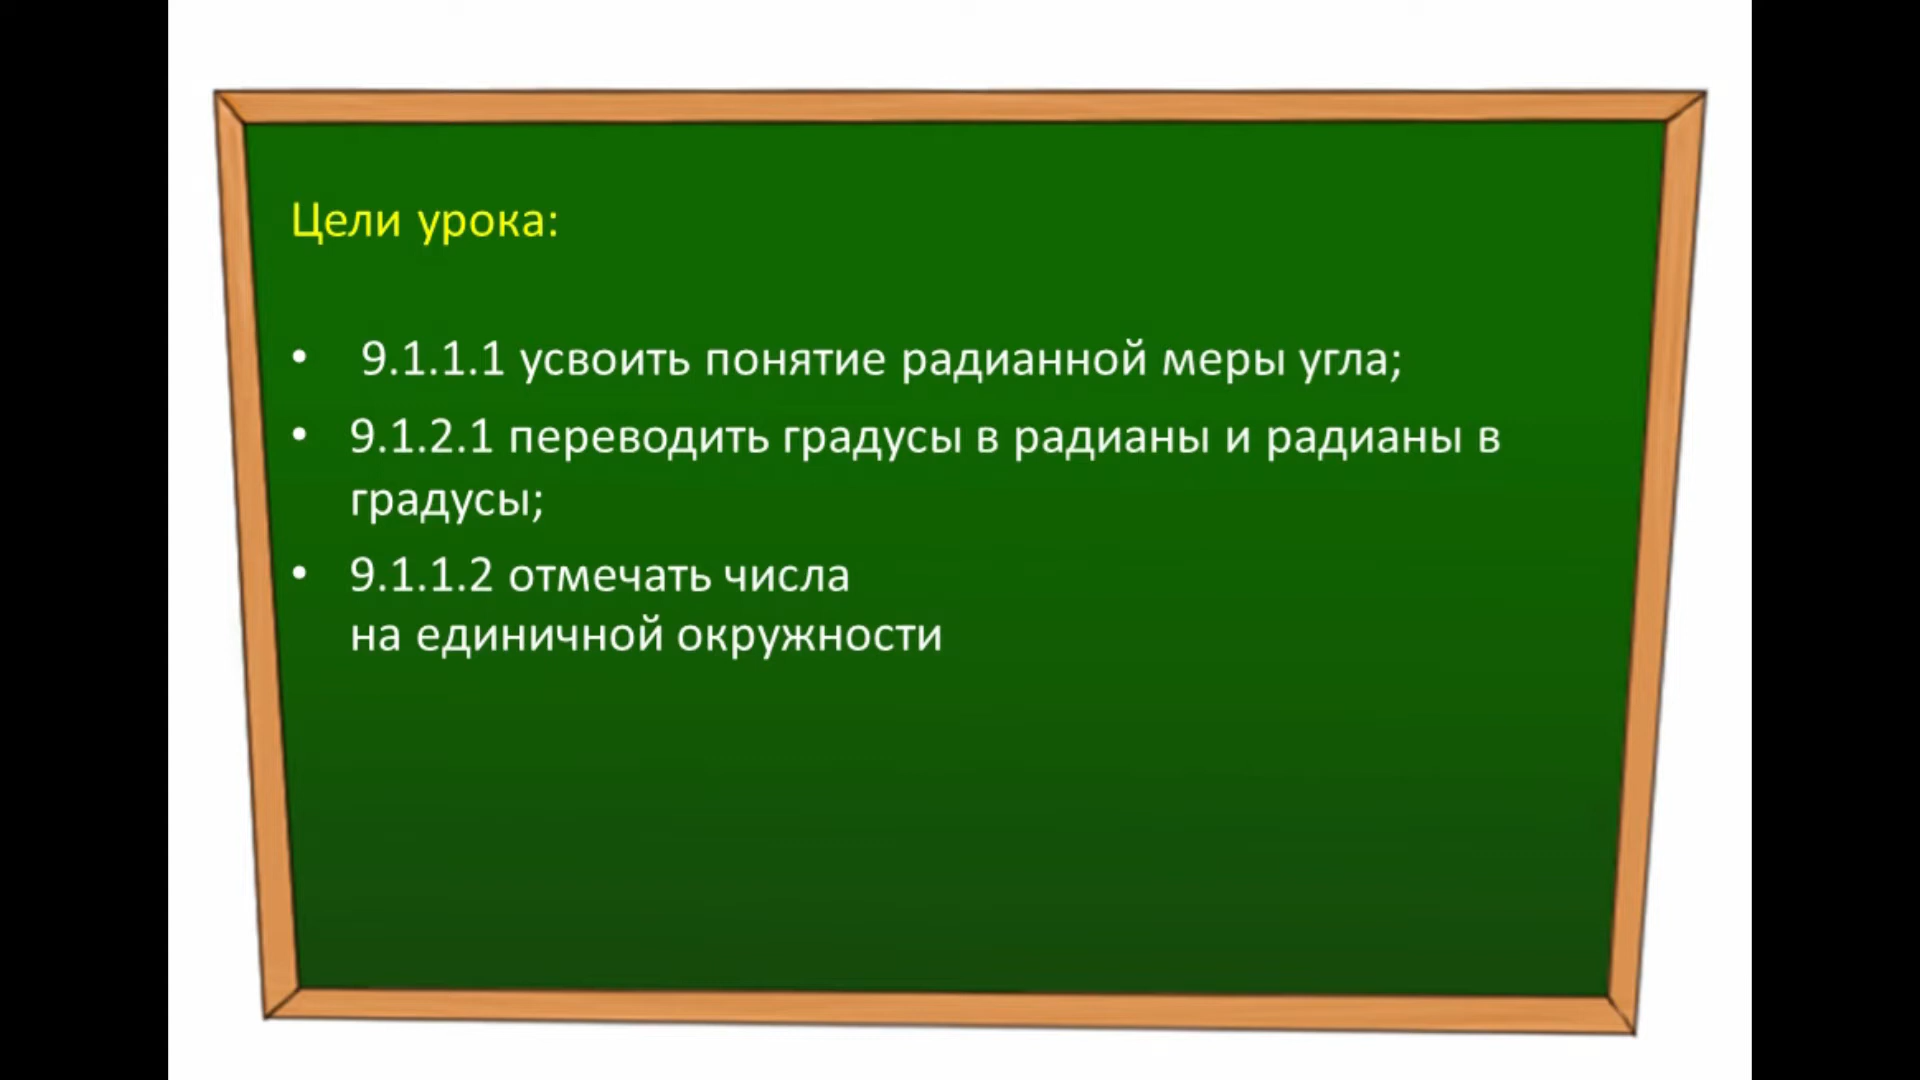 Цели урока:
• 9.1.1.1 усвоить понятие радианной меры угла;
• 9.1.2.1 переводить градусы в радианы и радианы в
градусы;
• 9.1.1.2 отмечать числа
на единичной окружности